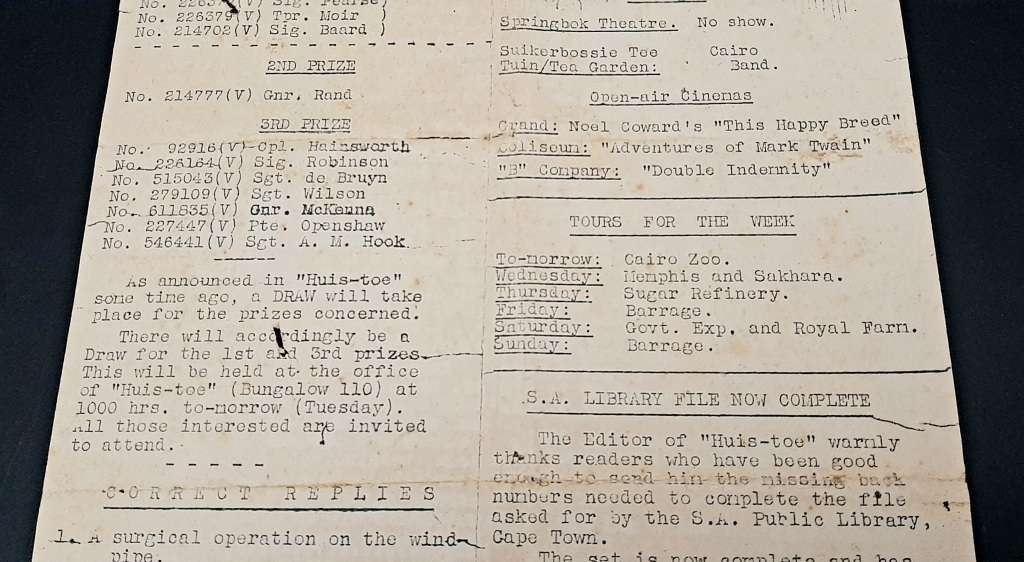 No. 226379(V) Tpr. Moir )
No. 214702(V) Sig. Baard )
2ND PRIZE
No. 214777(V) Gnr. Rand
3RD PRIZE
No. 92916(V) Cpl. Hainsworth
No. 226164(V) Sig. Robinson
No. 515043(V) Sgt. de Bruyn
No. 279109(V) Sgt. Wilson
No. 611835(V) Gnr. McKenna
No. 227447(V) Pte. Openshaw
No. 546441(V) Sgt. A. M. Hook
As announced in "Huis-toe"
some time ago, a DRAW will take
place for the prizes concerned.
There will accordingly be a
Draw for the 1st and 3rd prizes.
This will be held at the office
of "Huis-toe" (Bungalow 110) at
1000 hrs. to-morrow (Tuesday).
All those interested are invited
to attend.
CORRECT REPLIES
1. A surgical operation on the wind-
pipe.
Springbok Theatre. No show.
Suikerbossie Tee Cairo
Tuin/Tea Garden: Band.
Open-air Cinemas
Grand: Noel Coward's "This Happy Breed"
Coliseum: "Adventures of Mark Twain"
"B" Company: "Double Indemnity"
TOURS FOR THE WEEK
To-morrow: Cairo Zoo.
Wednesday: Memphis and Sakhara.
Thursday: Sugar Refinery.
Friday: Barrage.
Saturday: Govt. Exp. and Royal Farm.
Sunday: Barrage.
S.A. LIBRARY FILE NOW COMPLETE
The Editor of "Huis-toe" warmly
thanks readers who have been good
enough to send him the missing back
numbers needed to complete the file
asked for by the S.A. Public Library,
Cape Town.
The set is now complete and has